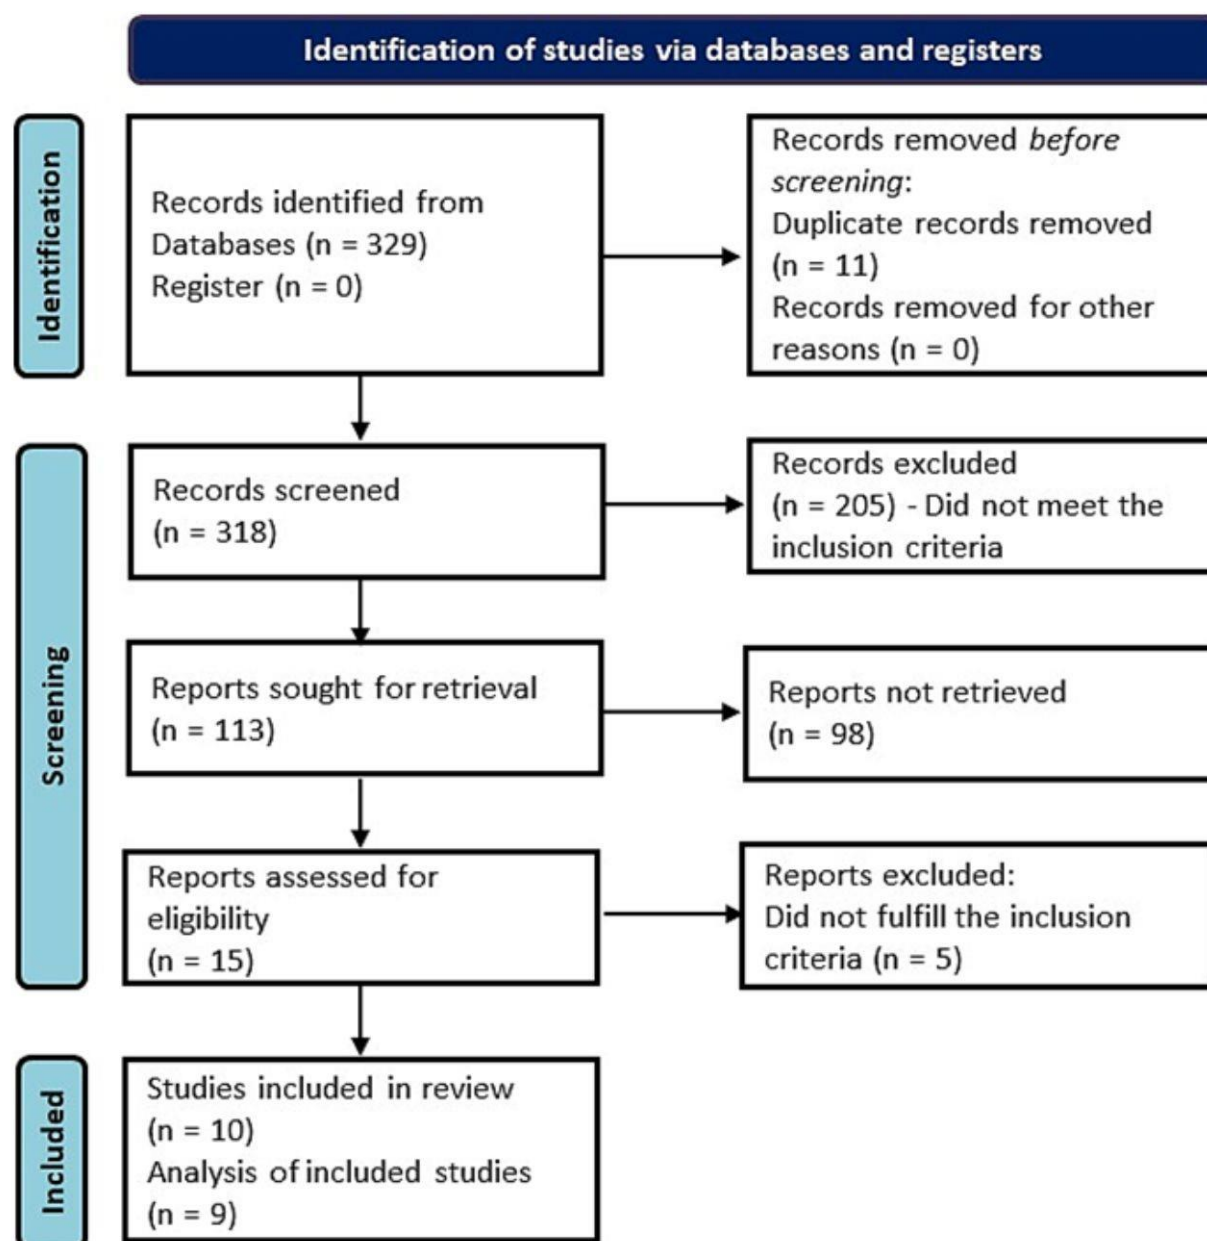 Identification of studies via databases and registers
Identification
Records identified from
Databases (n = 329)
Register (n = 0)
Records removed before
screening:
Duplicate records removed
(n = 11)
Records removed for other
reasons (n = 0)
Screening
Records screened
(n = 318)
Records excluded
(n = 205) - Did not meet the
inclusion criteria
Reports sought for retrieval
(n = 113)
Reports not retrieved
(n = 98)
Reports assessed for
eligibility
(n = 15)
Reports excluded:
Did not fulfill the inclusion
criteria (n = 5)
Included
Studies included in review
(n = 10)
Analysis of included studies
(n = 9)